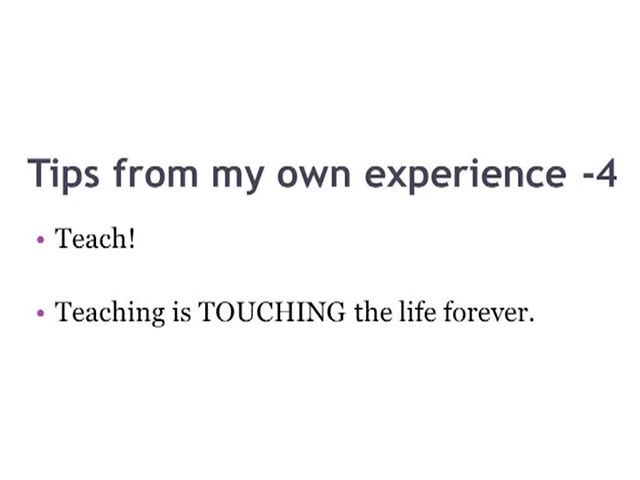 Tips from my own experience -4
• Teach!
• Teaching is TOUCHING the life forever.